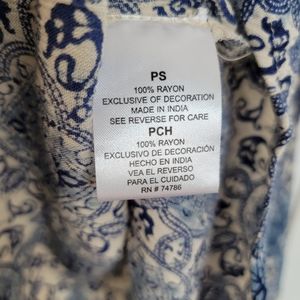 PS
100% RAYON
EXCLUSIVE OF DECORATION
MADE IN INDIA
SEE REVERSE FOR CARE
PCH
100% RAYON
EXCLUSIVO DE DECORACIÓN
HECHO EN INDIA
VEA EL REVERSO
PARA EL CUIDADO
RN # 74786